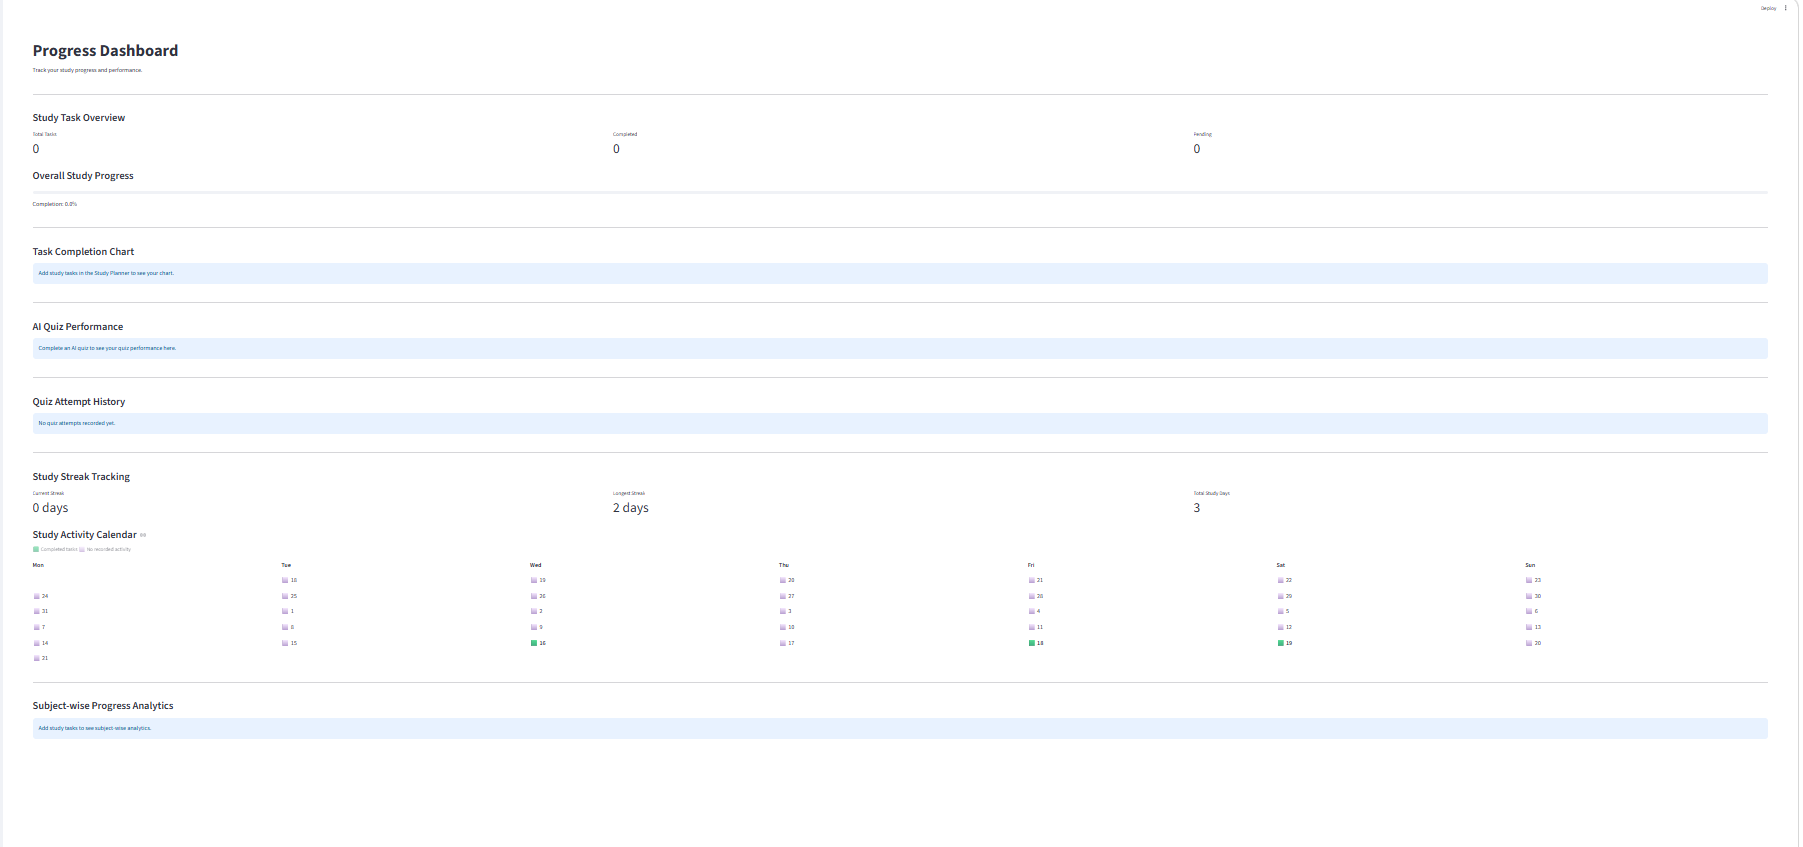 Deploy
Progress Dashboard
Track your study progress and performance.
Study Task Overview
Total Tasks Completed Pending
0 0 0
Overall Study Progress
Completion: 0.0%
Task Completion Chart
Add study tasks in the Study Planner to see your chart.
AI Quiz Performance
Complete an AI quiz to see your quiz performance here.
Quiz Attempt History
No quiz attempts recorded yet.
Study Streak Tracking
Current Streak Longest Streak Total Study Days
0 days 2 days 3
Study Activity Calendar
Completed tasks No recorded activity
Mon Tue Wed Thu Fri Sat Sun
18 19 20 21 22 23
24 25 26 27 28 29 30
31 1 2 3 4 5 6
7 8 9 10 11 12 13
14 15 16 17 18 19 20
21
Subject-wise Progress Analytics
Add study tasks to see subject-wise analytics.